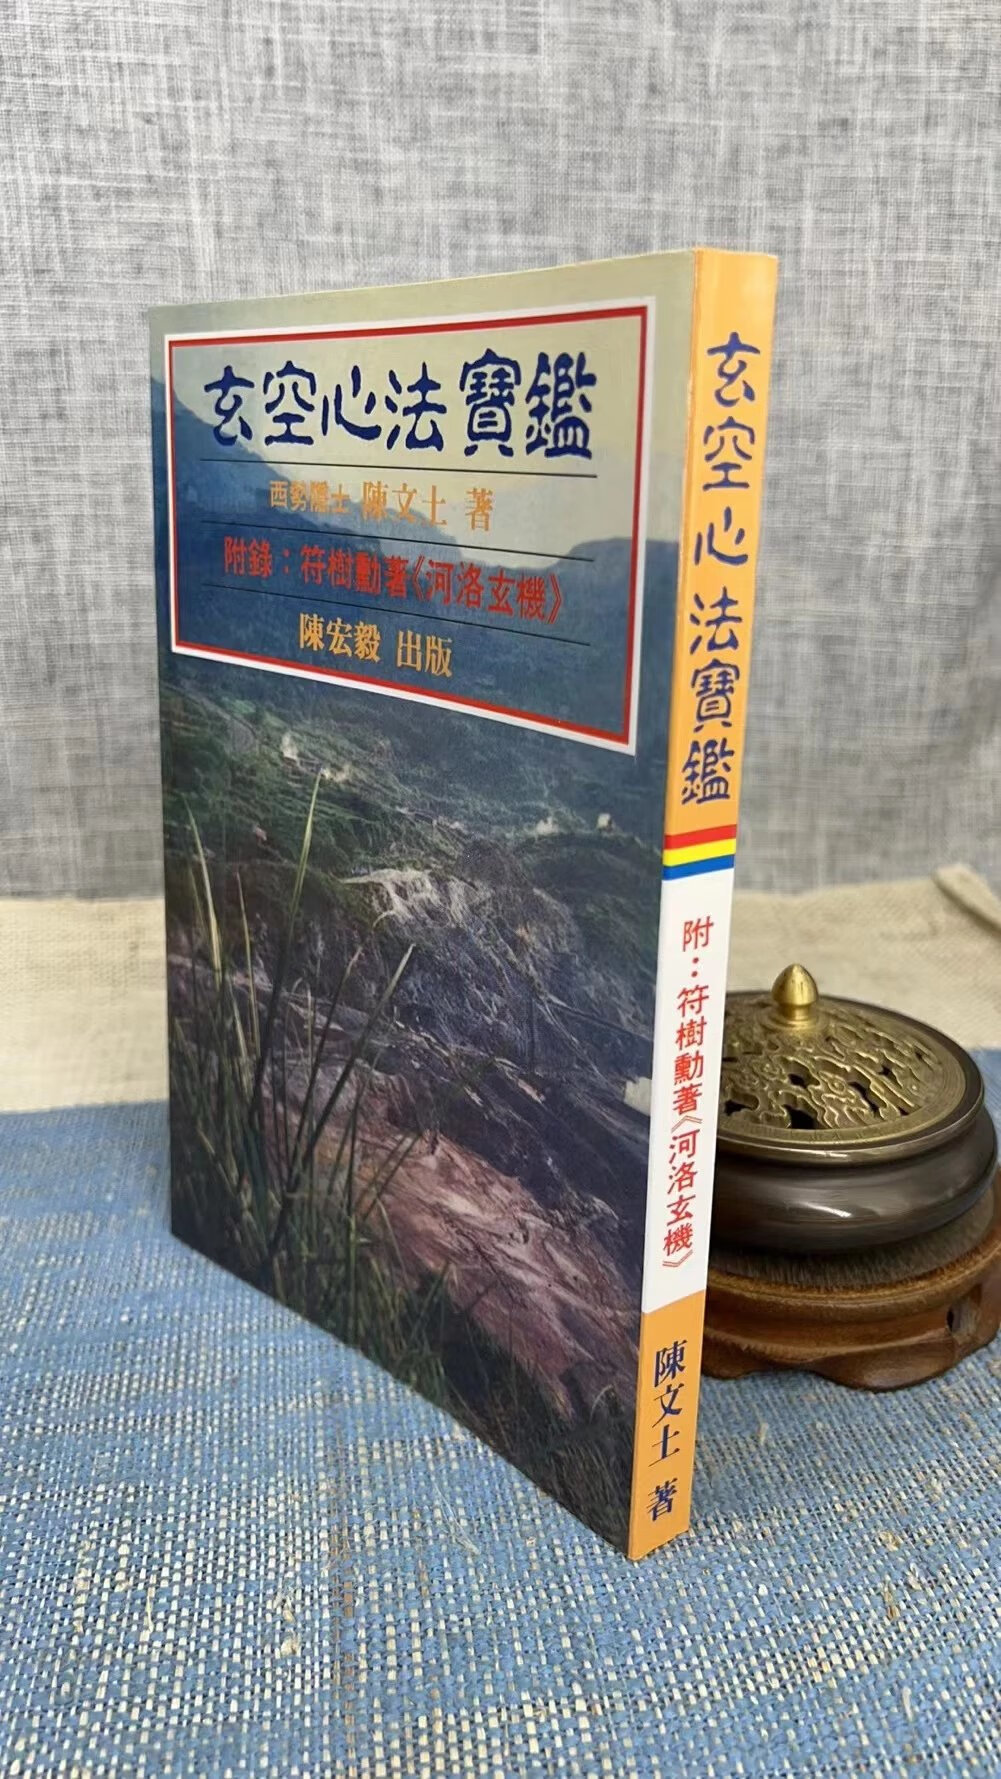 玄空心法寶鑑
西勢隱士 陳文士 著
附錄：符樹勳著《河洛玄機》
陳宏毅 出版
玄空心法寶鑑
附：符樹勳著《河洛玄機》
陳文士 著